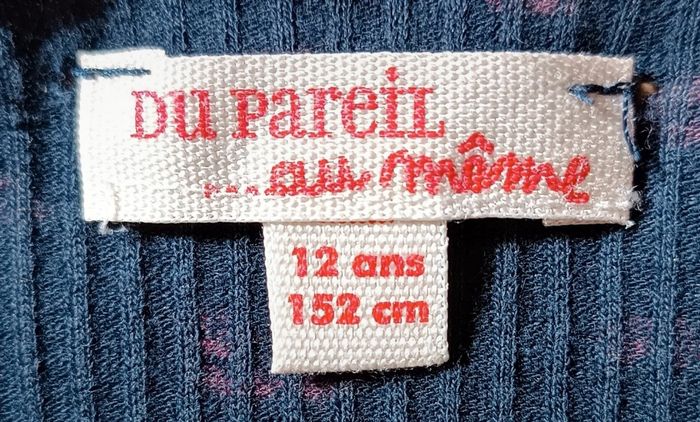 DU PAREIL
...au même
12 ans
152 cm